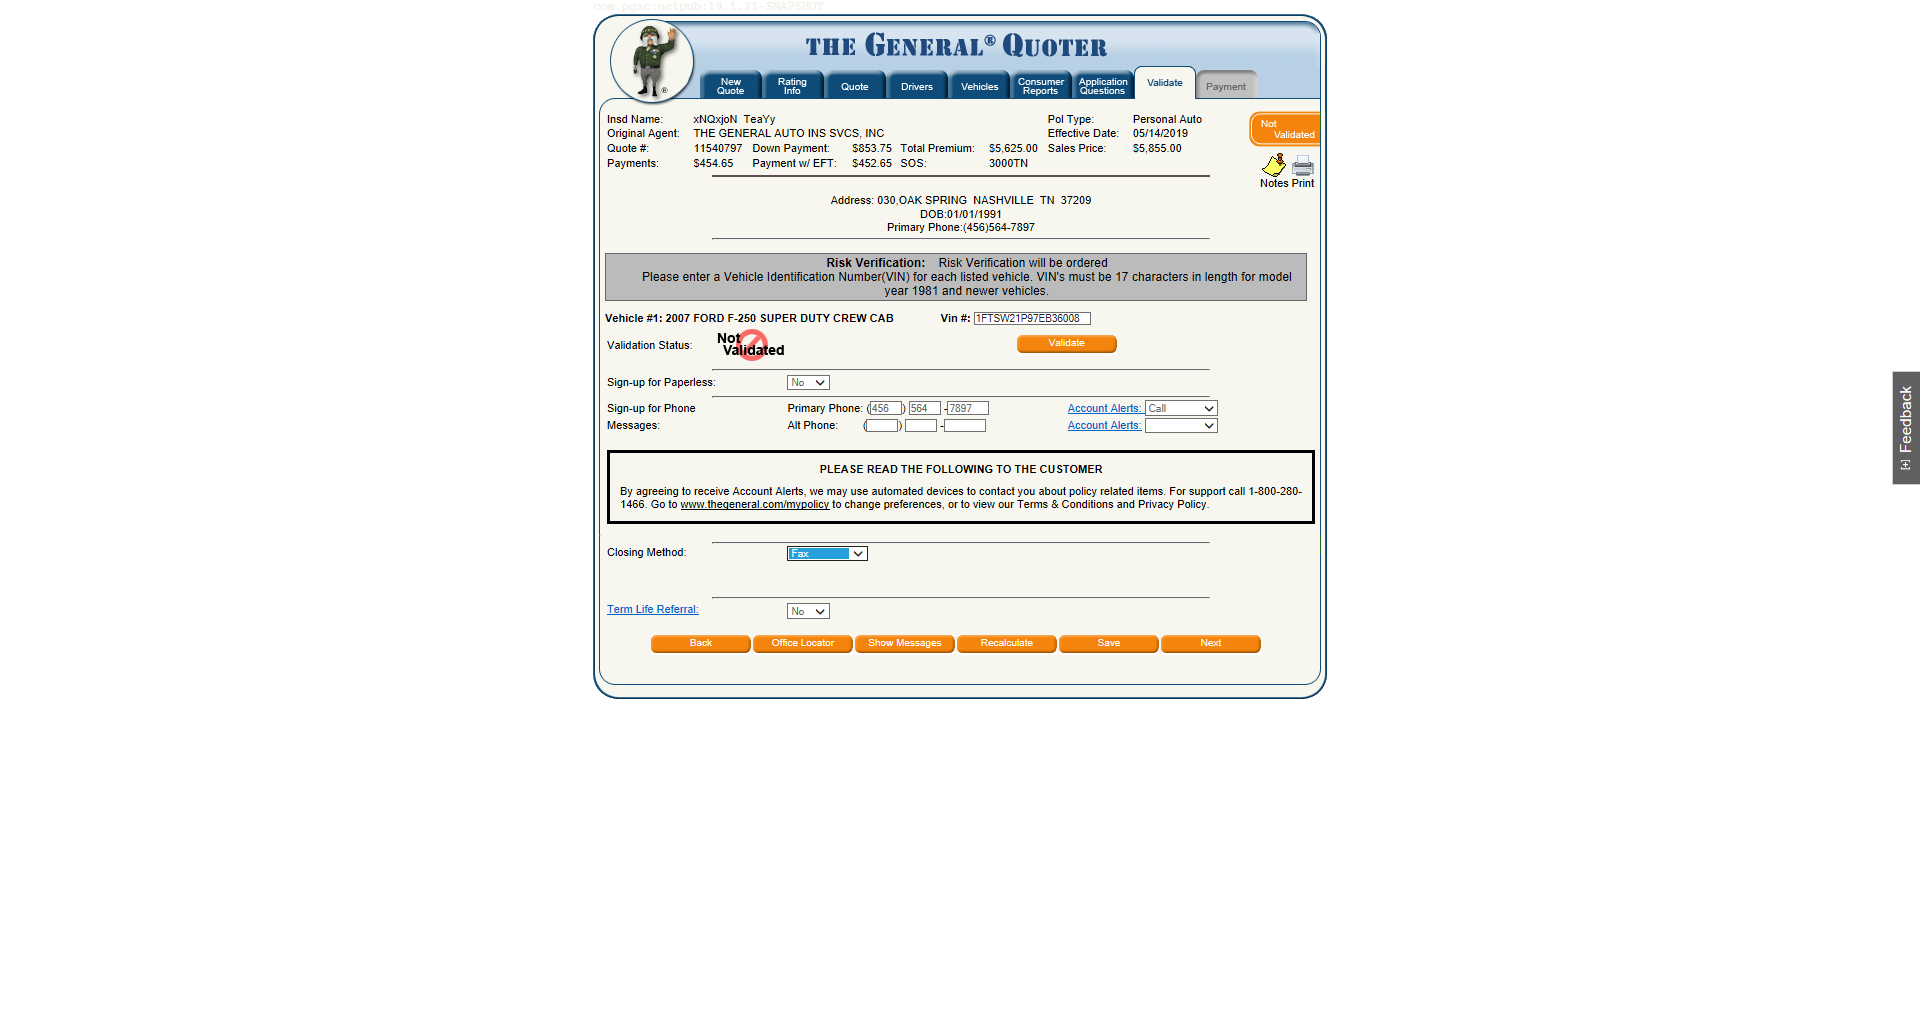 com.pgac:netpub:19.1.21-SNAPSHOT
THE GENERAL® QUOTER
New Quote
Rating Info
Quote
Drivers
Vehicles
Consumer Reports
Application Questions
Validate
Payment
Insd Name: xNQxjoN TeaYy Pol Type: Personal Auto
Not Validated
Original Agent: THE GENERAL AUTO INS SVCS, INC Effective Date: 05/14/2019
Quote #: 11540797 Down Payment: $853.75 Total Premium: $5,625.00 Sales Price: $5,855.00
Payments: $454.65 Payment w/ EFT: $452.65 SOS: 3000TN
Notes Print
Address: 030,OAK SPRING NASHVILLE TN 37209
DOB:01/01/1991
Primary Phone:(456)564-7897
Risk Verification: Risk Verification will be ordered
Please enter a Vehicle Identification Number(VIN) for each listed vehicle. VIN's must be 17 characters in length for model
year 1981 and newer vehicles.
Vehicle #1: 2007 FORD F-250 SUPER DUTY CREW CAB Vin #: 1FTSW21P97EB36008
Validation Status: Not Validated Validate
Sign-up for Paperless: No
Sign-up for Phone Primary Phone: (456) 564 -7897 Account Alerts: Call
Messages: Alt Phone: ( ) - Account Alerts:
PLEASE READ THE FOLLOWING TO THE CUSTOMER
By agreeing to receive Account Alerts, we may use automated devices to contact you about policy related items. For support call 1-800-280-
1466. Go to www.thegeneral.com/mypolicy to change preferences, or to view our Terms & Conditions and Privacy Policy.
Closing Method: Fax
Term Life Referral: No
Back Office Locator Show Messages Recalculate Save Next
[+] Feedback